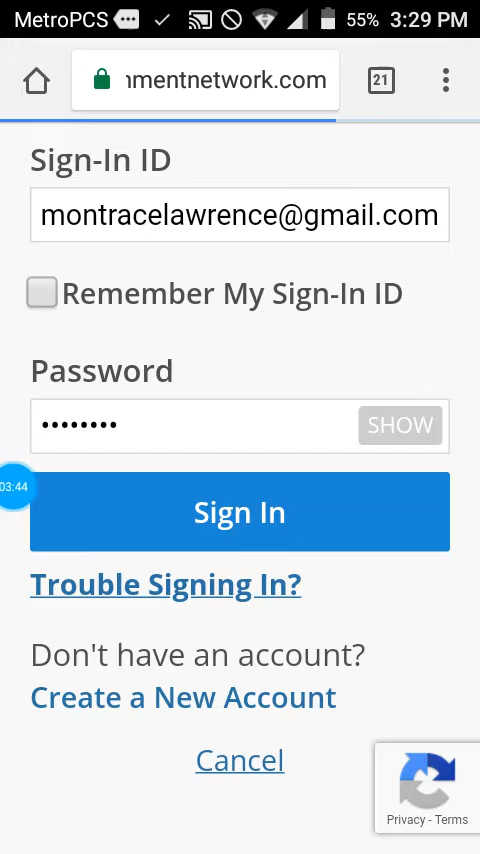 MetroPCS 55% 3:29 PM
nmentnetwork.com 21
Sign-In ID
montracelawrence@gmail.com
Remember My Sign-In ID
Password
•••••••• SHOW
03:44
Sign In
Trouble Signing In?
Don't have an account?
Create a New Account
Cancel
Privacy - Terms